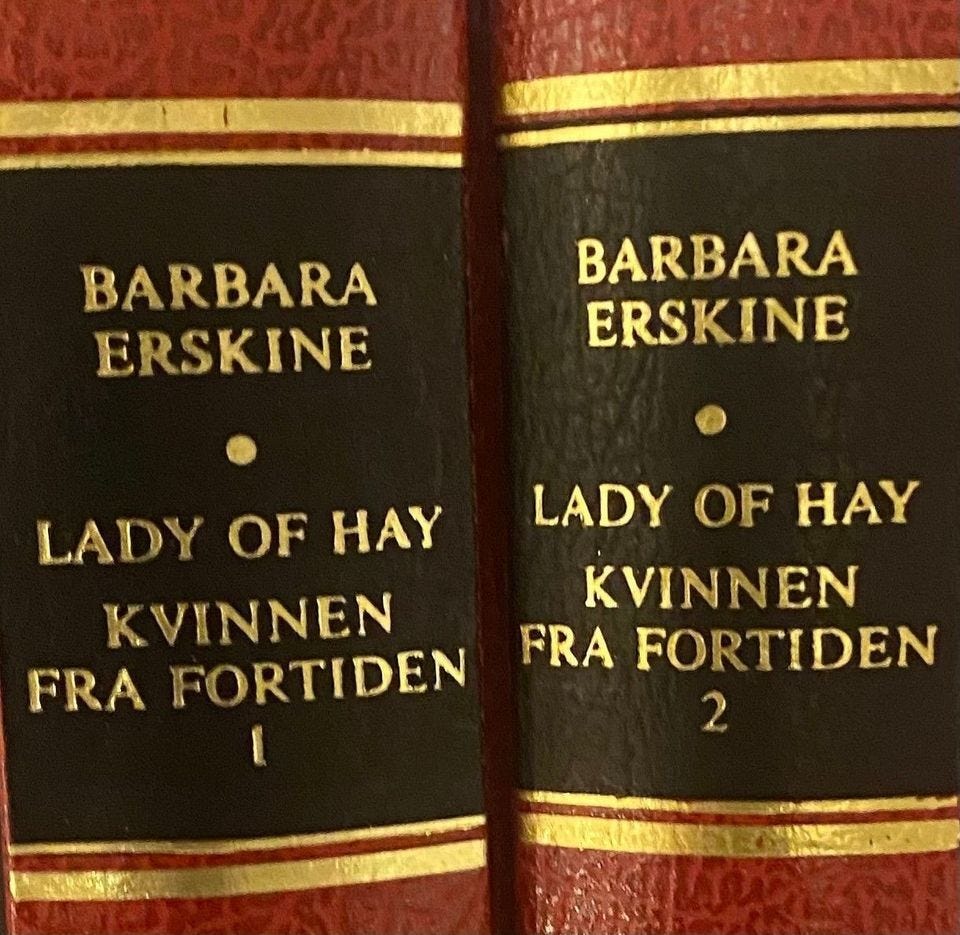 BARBARA
ERSKINE
LADY OF HAY
KVINNEN
FRA FORTIDEN
1
BARBARA
ERSKINE
LADY OF HAY
KVINNEN
FRA FORTIDEN
2